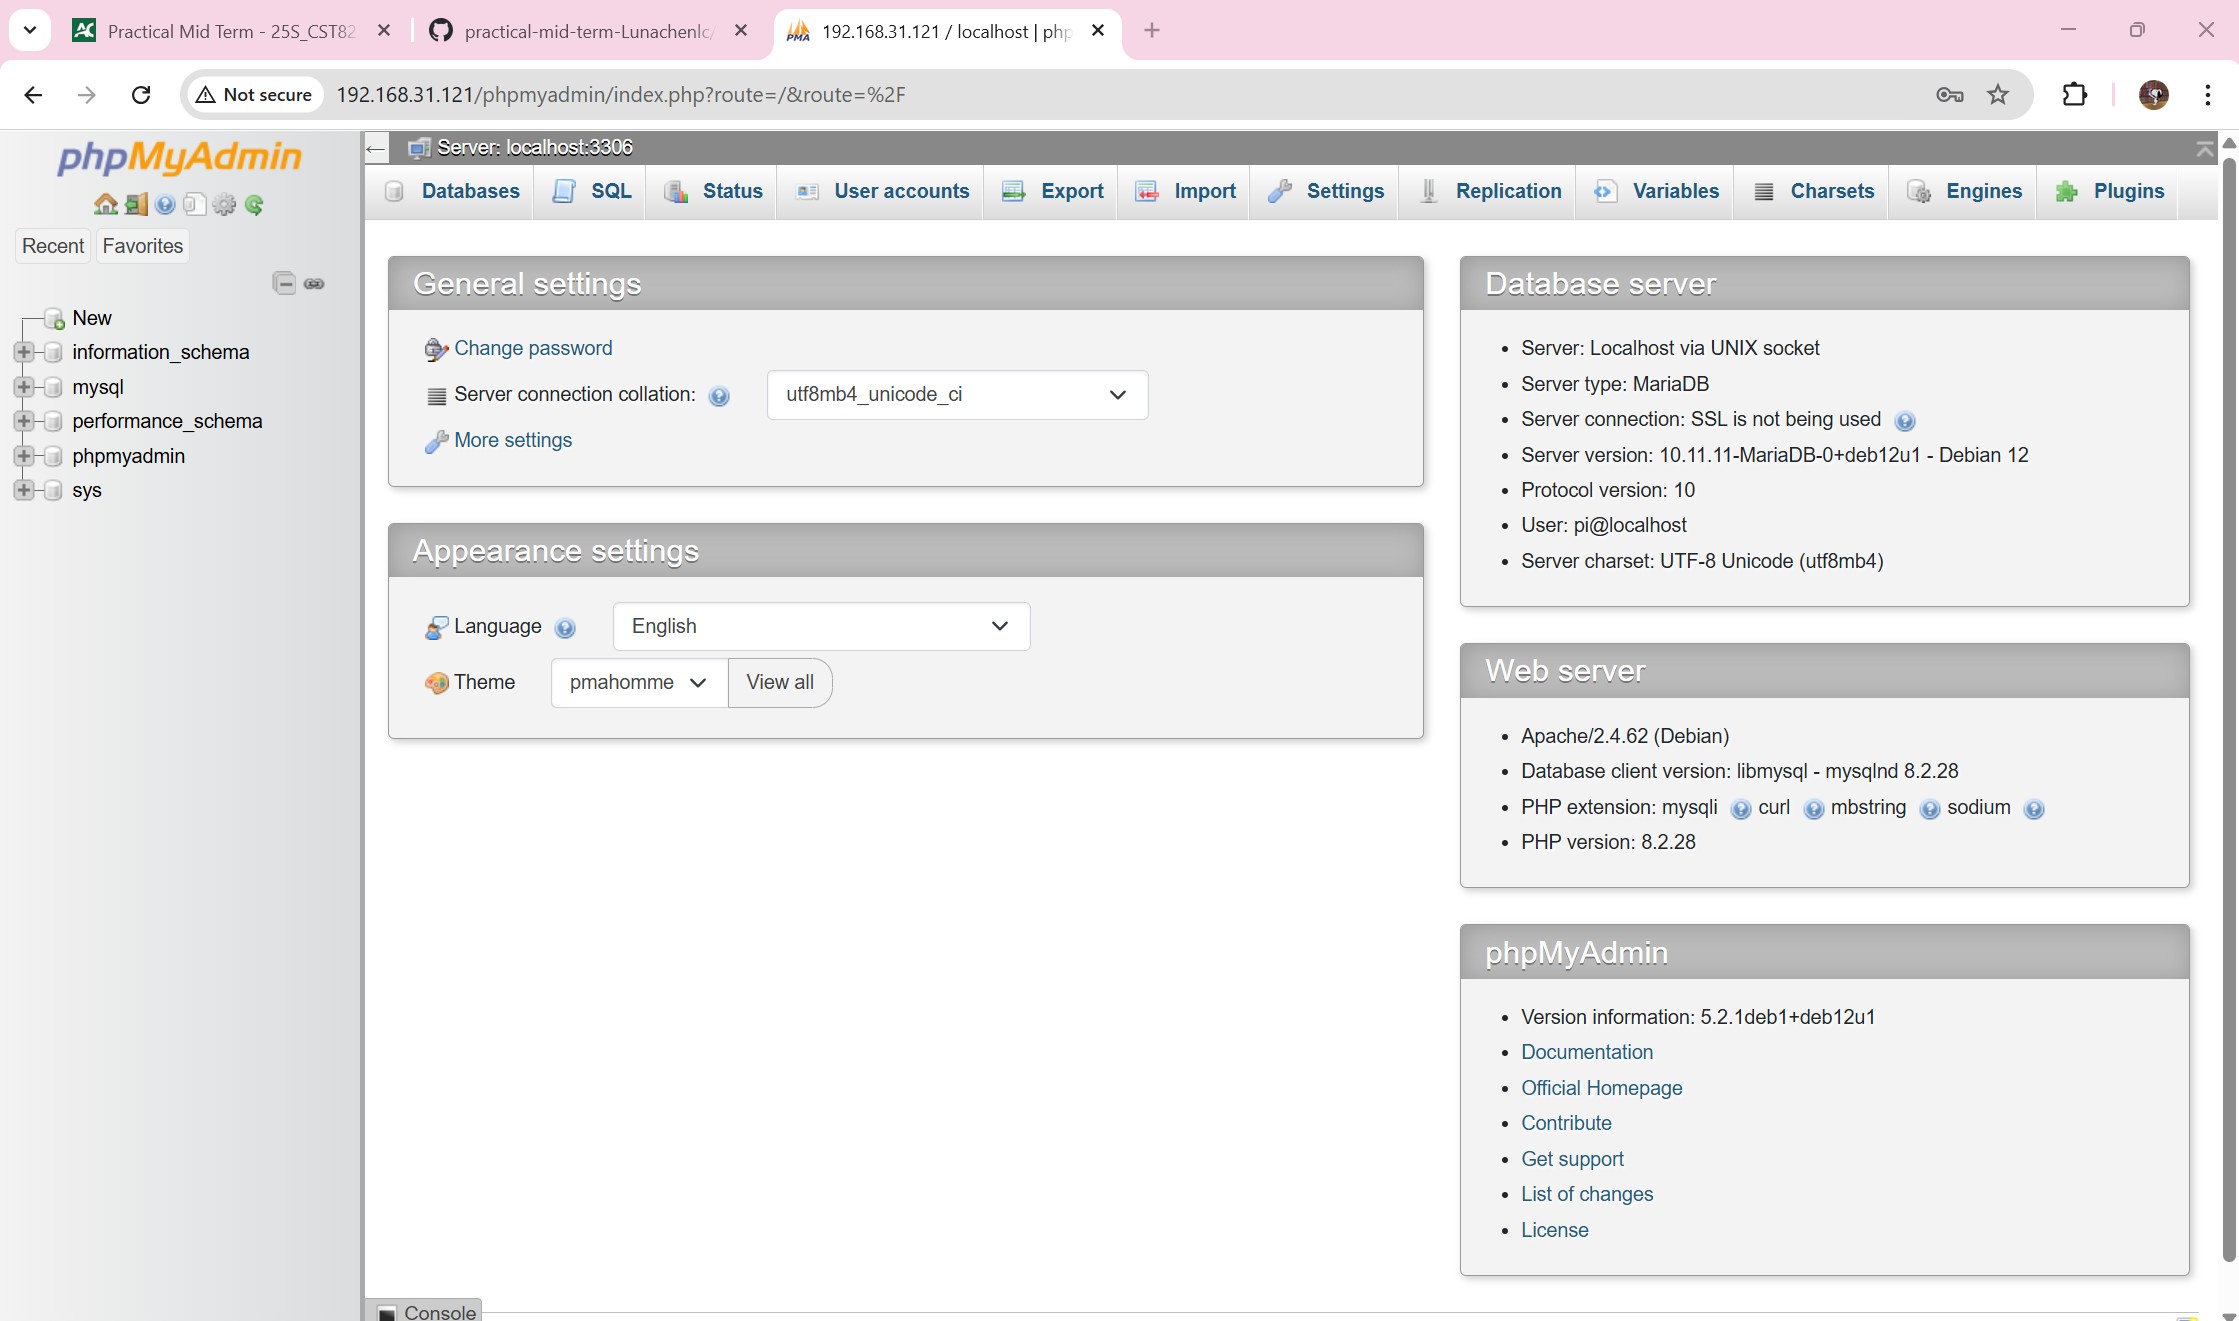 Practical Mid Term - 25S_CST82
practical-mid-term-Lunachenlc/
192.168.31.121 / localhost | php
Not secure
192.168.31.121/phpmyadmin/index.php?route=/&route=%2F
phpMyAdmin
Recent
Favorites
New
information_schema
mysql
performance_schema
phpmyadmin
sys
Server: localhost:3306
Databases
SQL
Status
User accounts
Export
Import
Settings
Replication
Variables
Charsets
Engines
Plugins
General settings
Change password
Server connection collation:
utf8mb4_unicode_ci
More settings
Appearance settings
Language
English
Theme
pmahomme
View all
Database server
Server: Localhost via UNIX socket
Server type: MariaDB
Server connection: SSL is not being used
Server version: 10.11.11-MariaDB-0+deb12u1 - Debian 12
Protocol version: 10
User: pi@localhost
Server charset: UTF-8 Unicode (utf8mb4)
Web server
Apache/2.4.62 (Debian)
Database client version: libmysql - mysqlnd 8.2.28
PHP extension: mysqli curl mbstring sodium
PHP version: 8.2.28
phpMyAdmin
Version information: 5.2.1deb1+deb12u1
Documentation
Official Homepage
Contribute
Get support
List of changes
License
Console